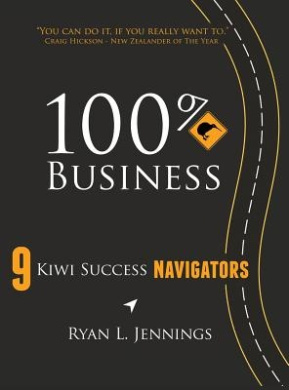 "You can do it, if you really want to."
Craig Hickson - New Zealander of The Year
100%
Business
9 Kiwi Success NAVIGATORS
Ryan L. Jennings